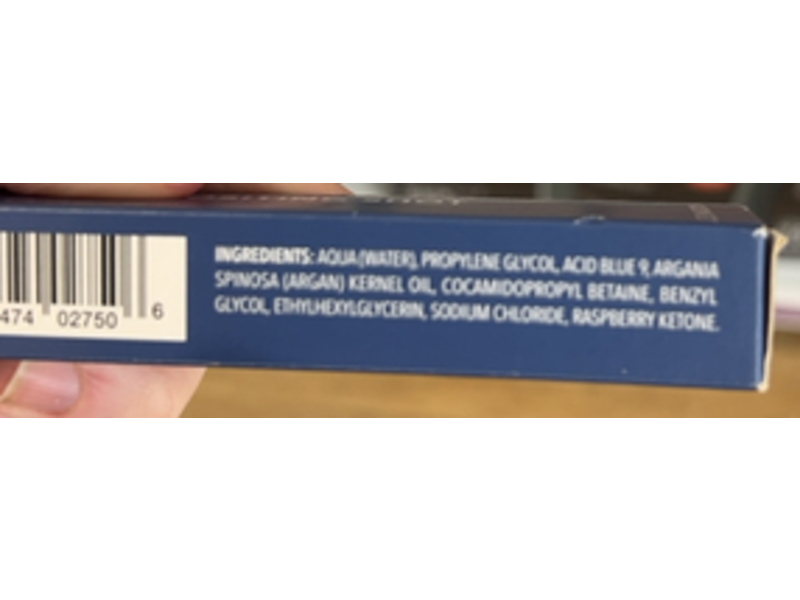 INGREDIENTS: AQUA (WATER), PROPYLENE GLYCOL, ACID BLUE 9, ARGANIA
SPINOSA (ARGAN) KERNEL OIL, COCAMIDOPROPYL BETAINE, BENZYL
GLYCOL, ETHYLHEXYLGLYCERIN, SODIUM CHLORIDE, RASPBERRY KETONE.
474 02750 6